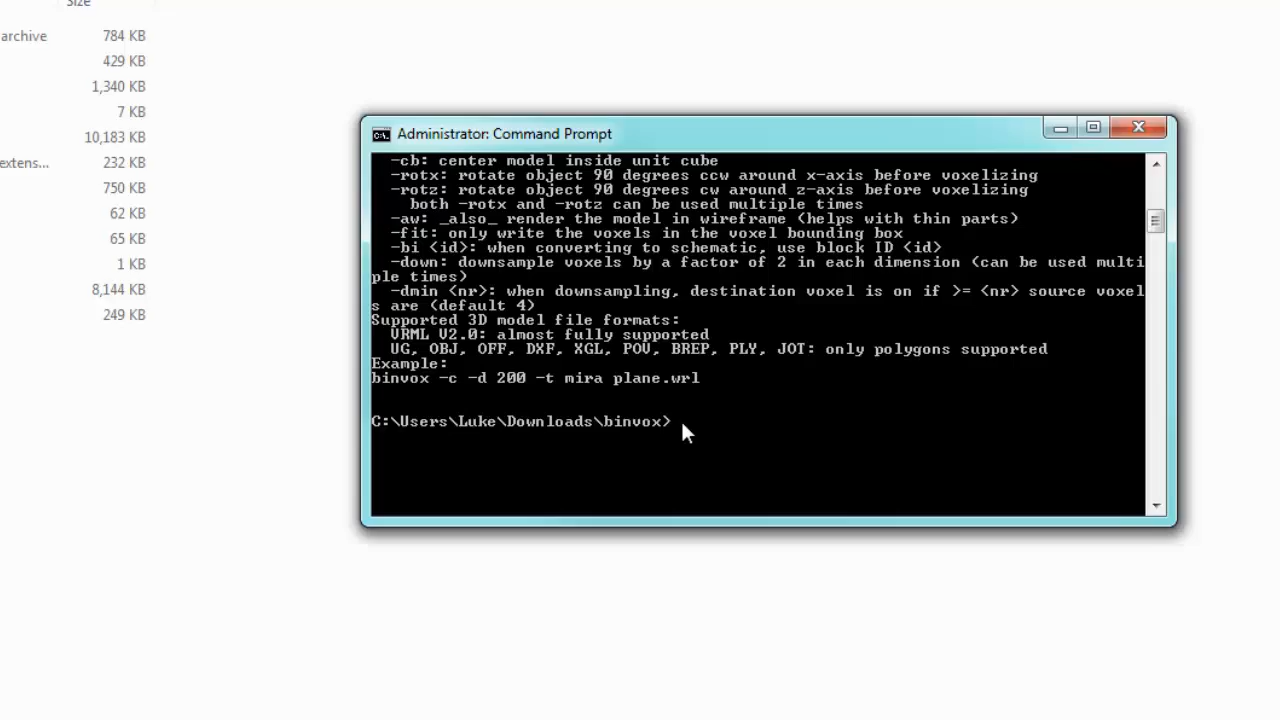 Size
archive 784 KB
429 KB
1,340 KB
7 KB
10,183 KB
extens... 232 KB
750 KB
62 KB
65 KB
1 KB
8,144 KB
249 KB
C:\. Administrator: Command Prompt
-cb: center model inside unit cube
-rotx: rotate object 90 degrees ccw around x-axis before voxelizing
-rotz: rotate object 90 degrees cw around z-axis before voxelizing
both -rotx and -rotz can be used multiple times
-aw: _also_ render the model in wireframe (helps with thin parts)
-fit: only write the voxels in the voxel bounding box
-bi <id>: when converting to schematic, use block ID <id>
-down: downsample voxels by a factor of 2 in each dimension (can be used multi
ple times)
-dmin <nr>: when downsampling, destination voxel is on if >= <nr> source voxel
s are (default 4)
Supported 3D model file formats:
VRML V2.0: almost fully supported
UG, OBJ, OFF, DXF, XGL, POV, BREP, PLY, JOT: only polygons supported
Example:
binvox -c -d 200 -t mira plane.wrl
C:\Users\Luke\Downloads\binvox>